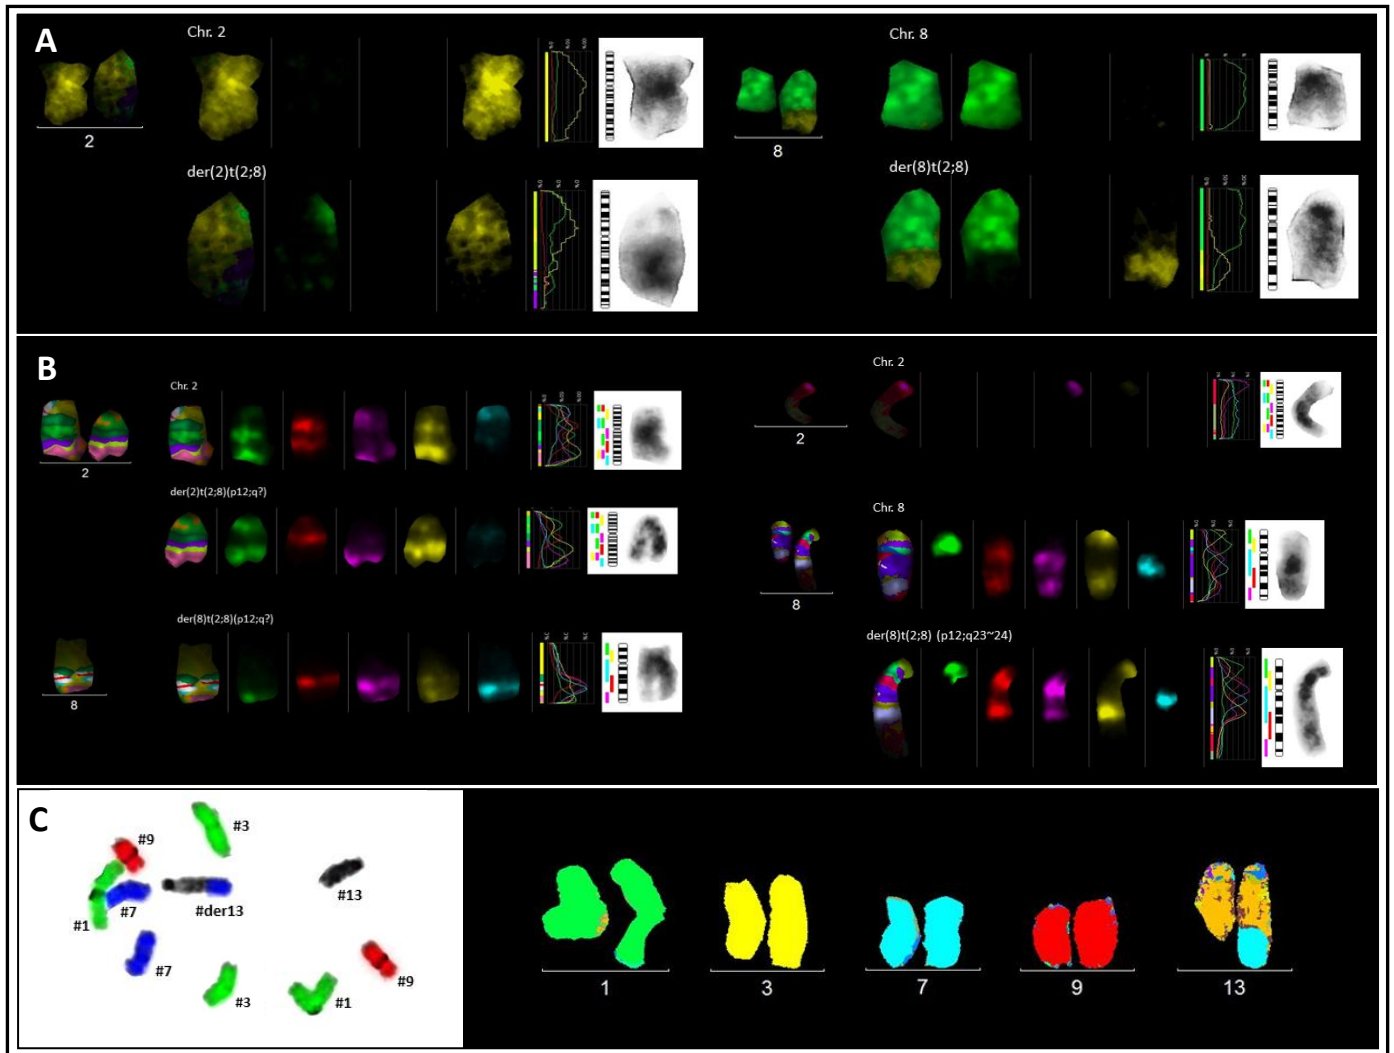 A
Chr. 2
2
der(2)t(2;8)
Chr. 8
8
der(8)t(2;8)
B
Chr. 2
2
der(2)t(2;8)(p12;q?)
der(8)t(2;8)(p12;q?)
8
Chr. 2
2
Chr. 8
8
der(8)t(2;8) (p12;q23~24)
C
#3
#9
#13
#7
#der13
#1
#7
#9
#3
#1
1
3
7
9
13